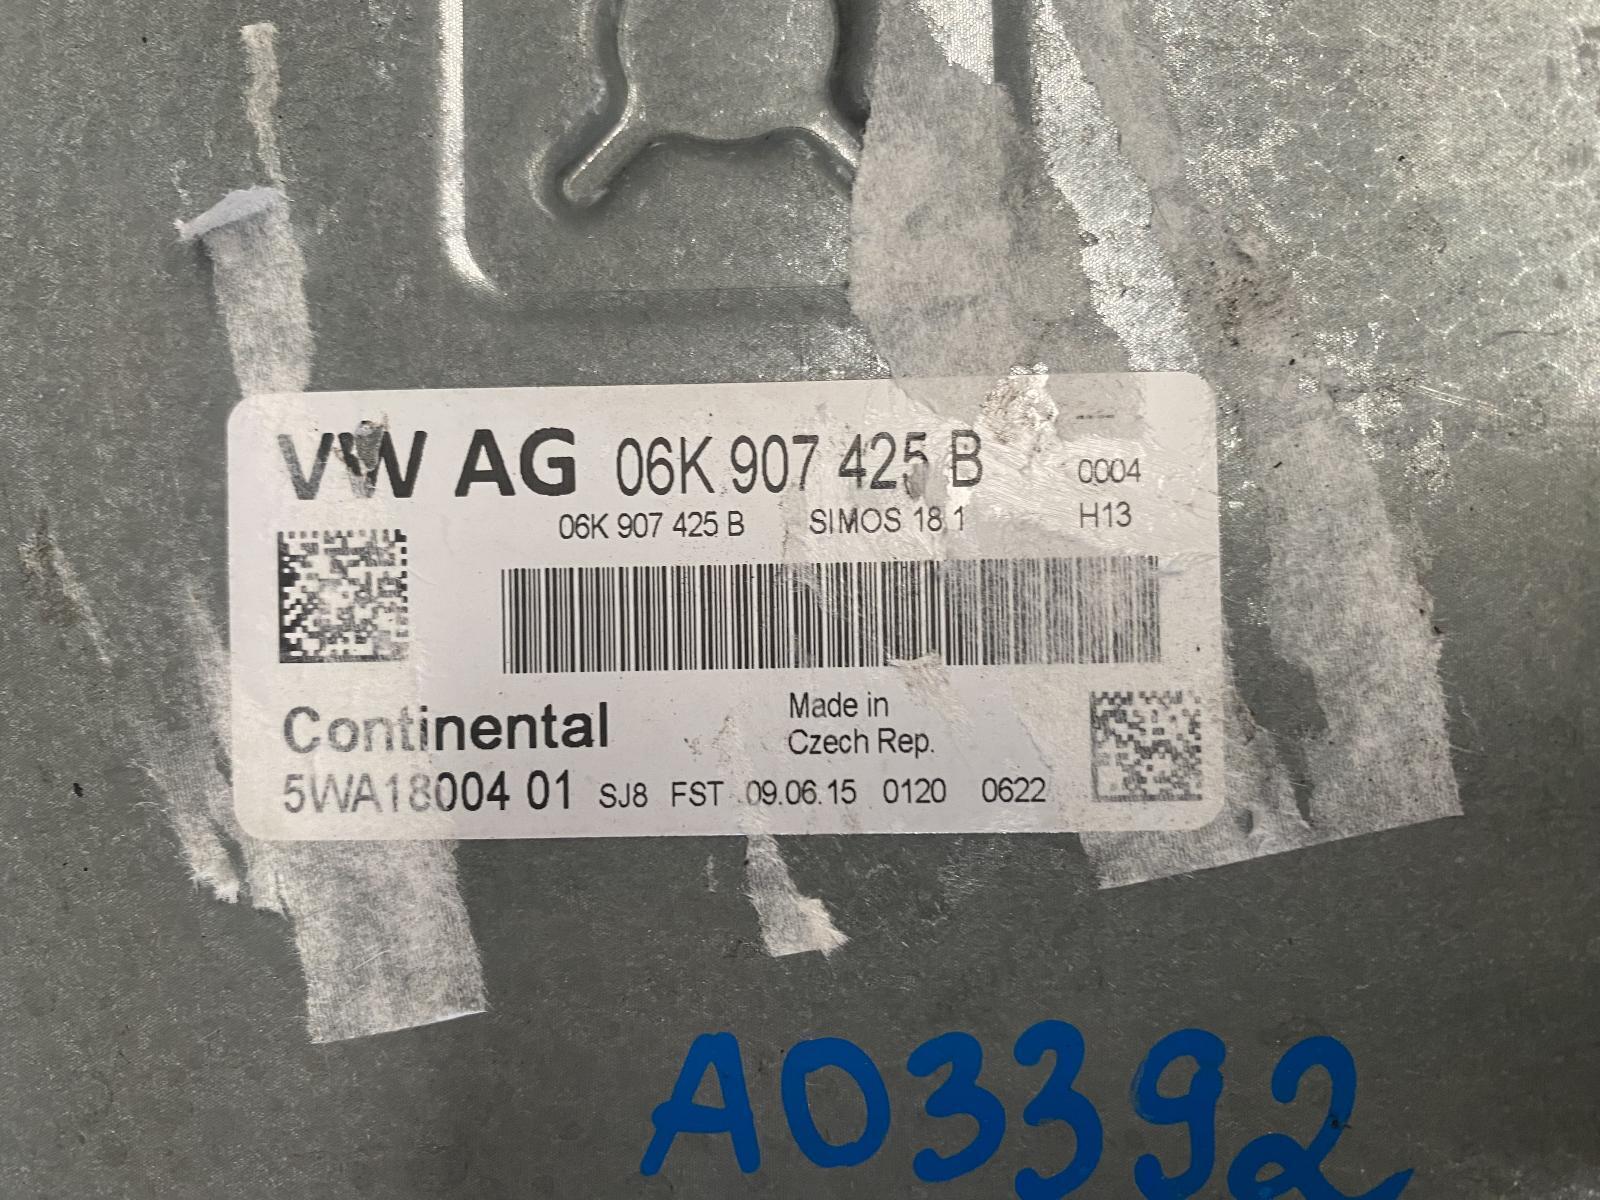 VW AG 06K 907 425 B 0004
06K 907 425 B SIMOS 18.1 H13
Continental
Made in
Czech Rep.
5WA18004 01 SJ8 FST 09.06.15 0120 0622
A03392